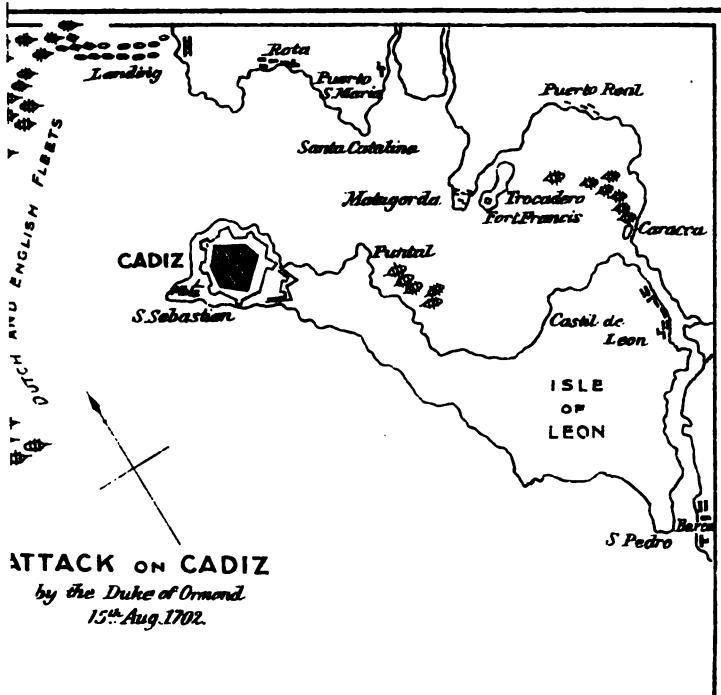 Landing
Rota
Puerto
S. Maria
Santa Catalina
Puerto Real
Matagorda
Trocadero
Fort Francis
Caracca
DUTCH AND ENGLISH FLEETS
CADIZ
S. Sebastien
Puntal
Castil de
Leon
ISLE
OF
LEON
S Pedro
ATTACK ON CADIZ
by the Duke of Ormond
15th Aug. 1702.